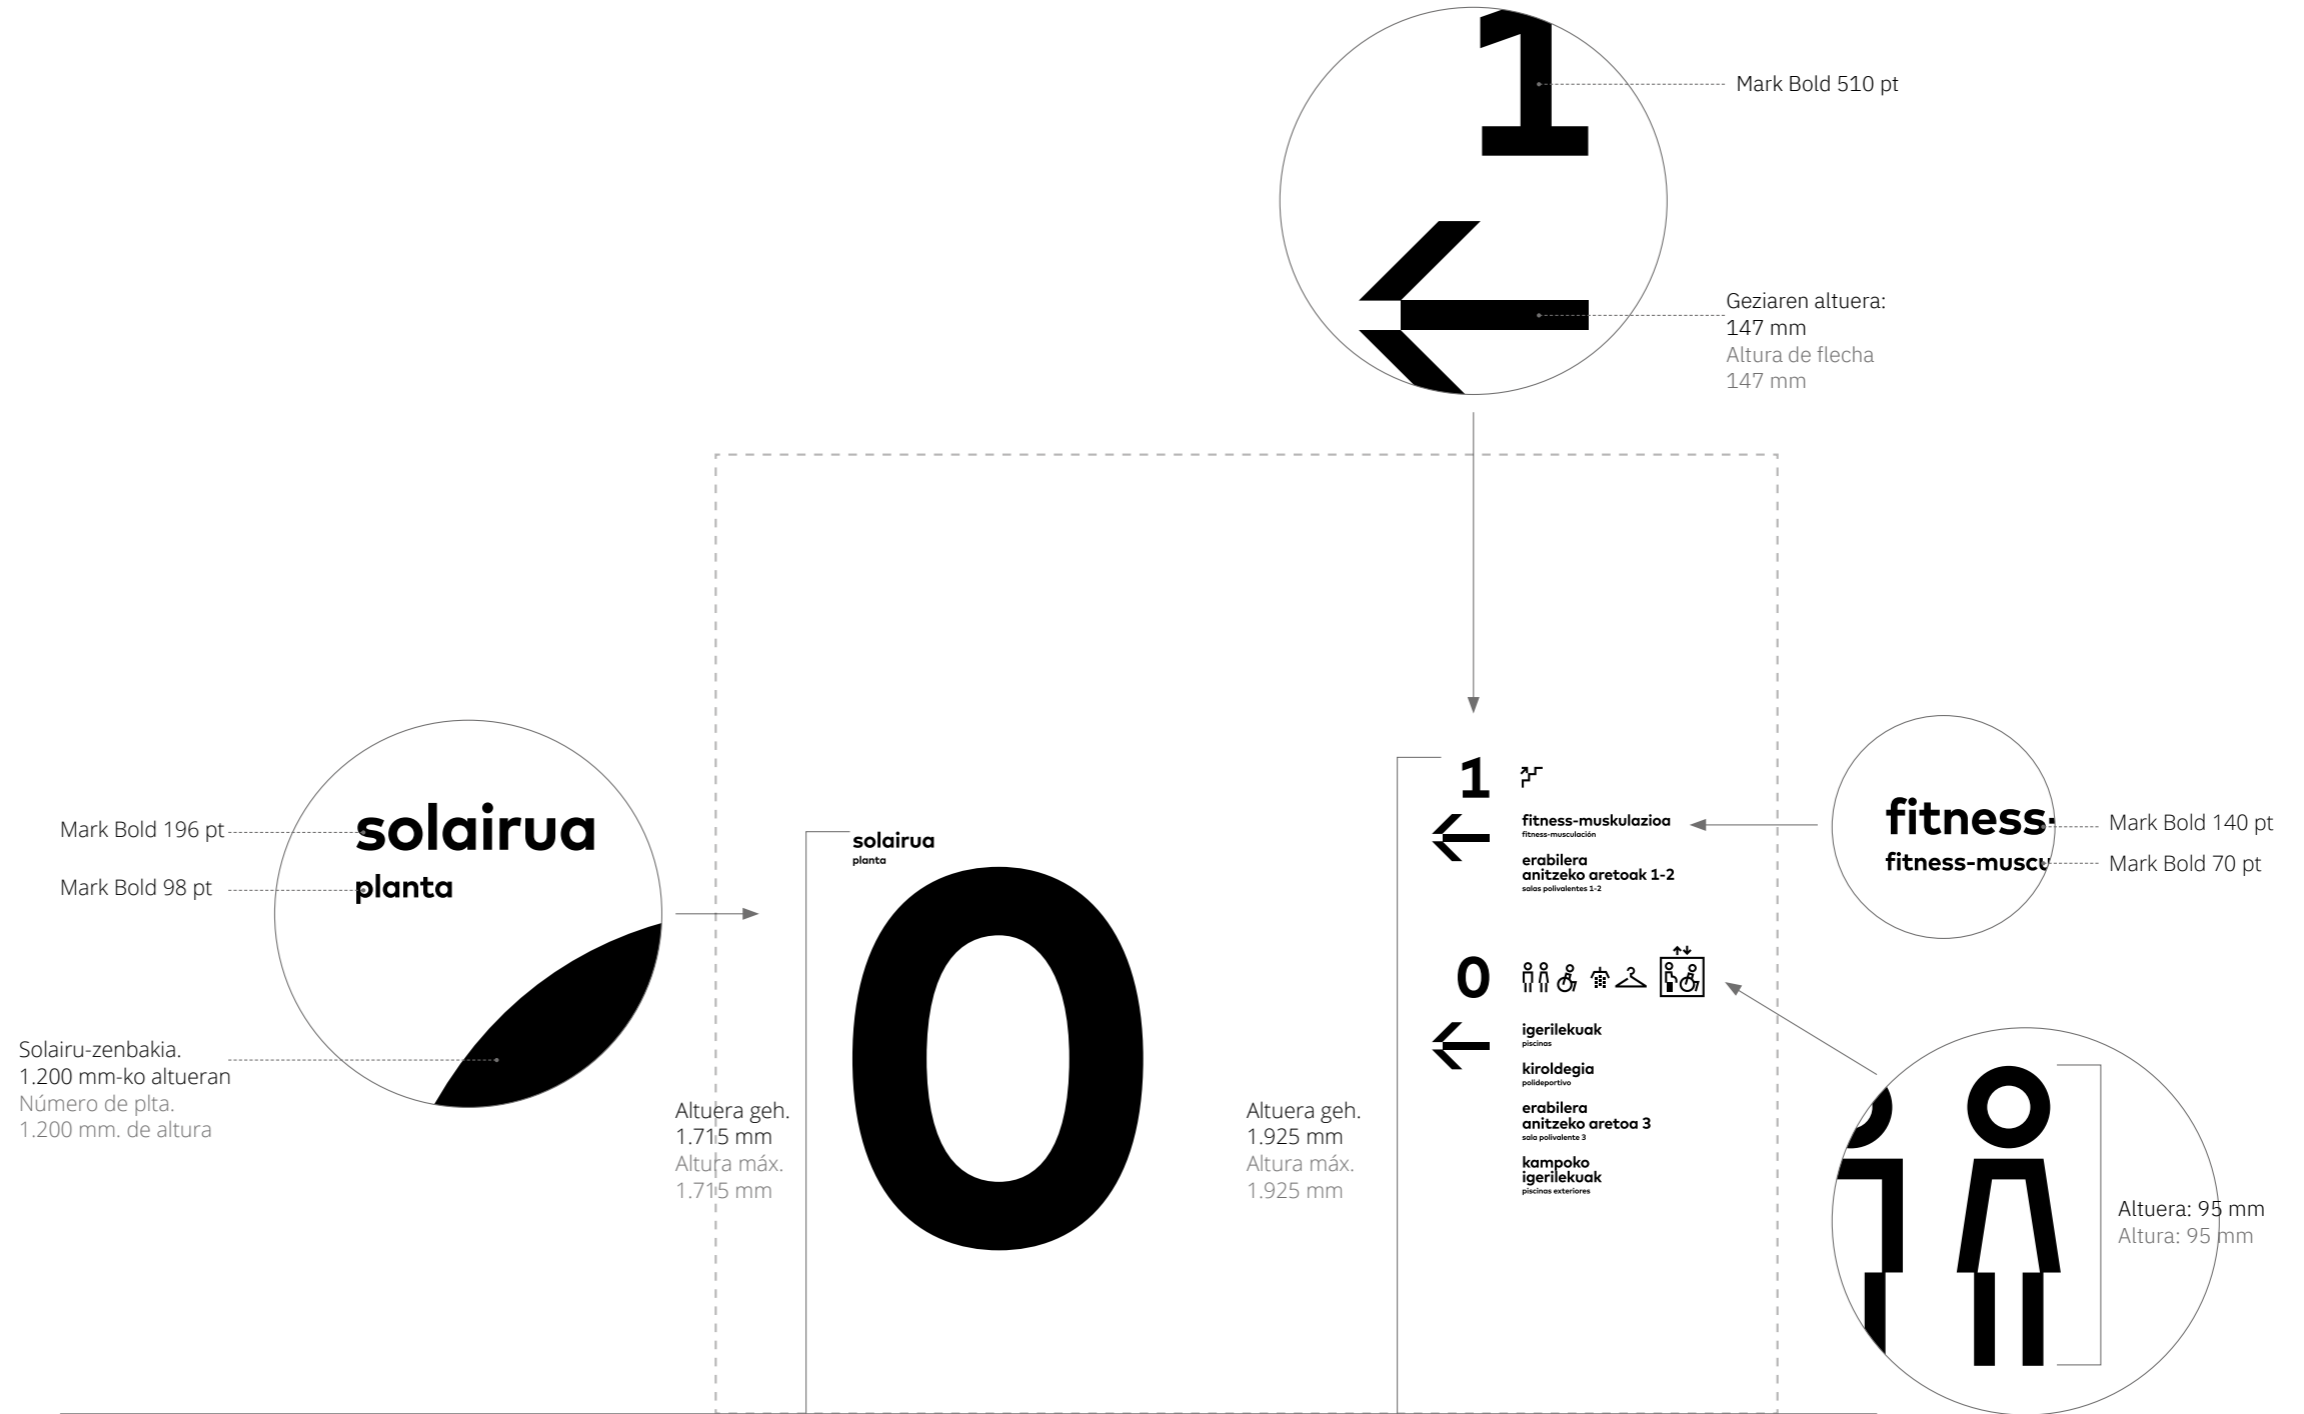 1
Mark Bold 510 pt
Geziaren altuera:
147 mm
Altura de flecha
147 mm
solairua
planta
Mark Bold 196 pt
Mark Bold 98 pt
Solairu-zenbakia.
1.200 mm-ko altueran
Número de plta.
1.200 mm. de altura
Altuera geh.
1.715 mm
Altura máx.
1.715 mm
solairua
planta
0
Altuera geh.
1.925 mm
Altura máx.
1.925 mm
1
fitness-muskulazioa
fitness-musculación
erabilera
anitzeko aretoak 1-2
salas polivalentes 1-2
0
igerilekuak
piscinas
kiroldegia
polideportivo
erabilera
anitzeko aretoa 3
sala polivalente 3
kampoko
igerilekuak
piscinas exteriores
fitness-
fitness-muscu
Mark Bold 140 pt
Mark Bold 70 pt
Altuera: 95 mm
Altura: 95 mm